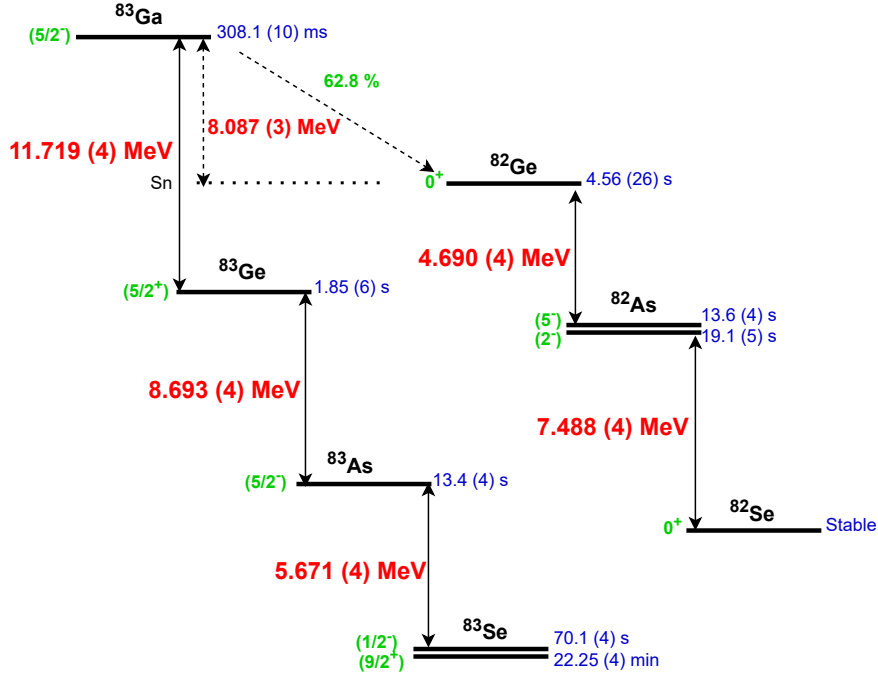 ⁸³Ga
(5/2⁻) 308.1 (10) ms
62.8 %
8.087 (3) MeV
11.719 (4) MeV
Sn
⁸²Ge
0⁺ 4.56 (26) s
4.690 (4) MeV
⁸³Ge
(5/2⁺) 1.85 (6) s
⁸²As
(5⁻) 13.6 (4) s
(2⁻) 19.1 (5) s
8.693 (4) MeV
7.488 (4) MeV
⁸³As
(5/2⁻) 13.4 (4) s
⁸²Se
0⁺ Stable
5.671 (4) MeV
⁸³Se
(1/2⁻) 70.1 (4) s
(9/2⁺) 22.25 (4) min